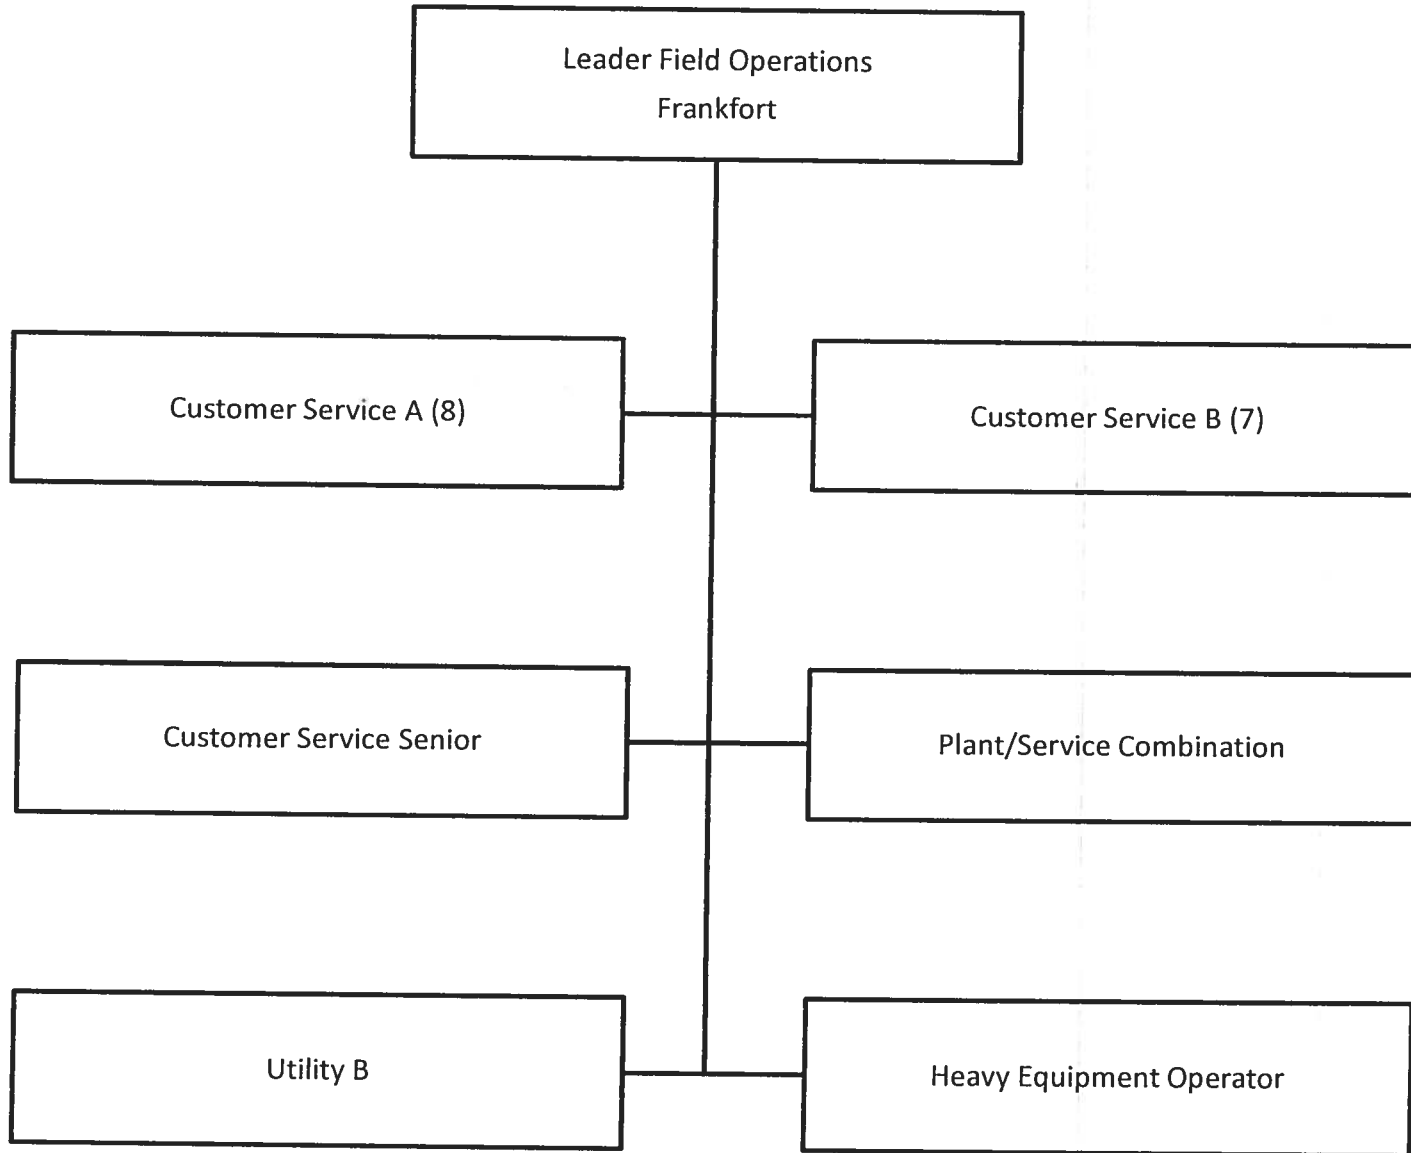 Leader Field Operations
Frankfort
Customer Service A (8)
Customer Service B (7)
Customer Service Senior
Plant/Service Combination
Utility B
Heavy Equipment Operator